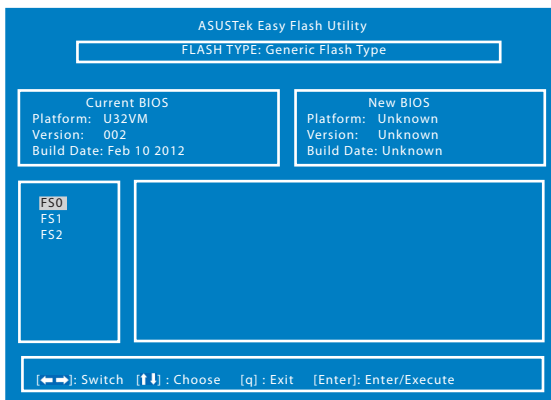 ASUSTek Easy Flash Utility
FLASH TYPE: Generic Flash Type
Current BIOS
Platform: U32VM
Version: 002
Build Date: Feb 10 2012
New BIOS
Platform: Unknown
Version: Unknown
Build Date: Unknown
FS0
FS1
FS2
[←→]: Switch [↑↓] : Choose [q] : Exit [Enter]: Enter/Execute